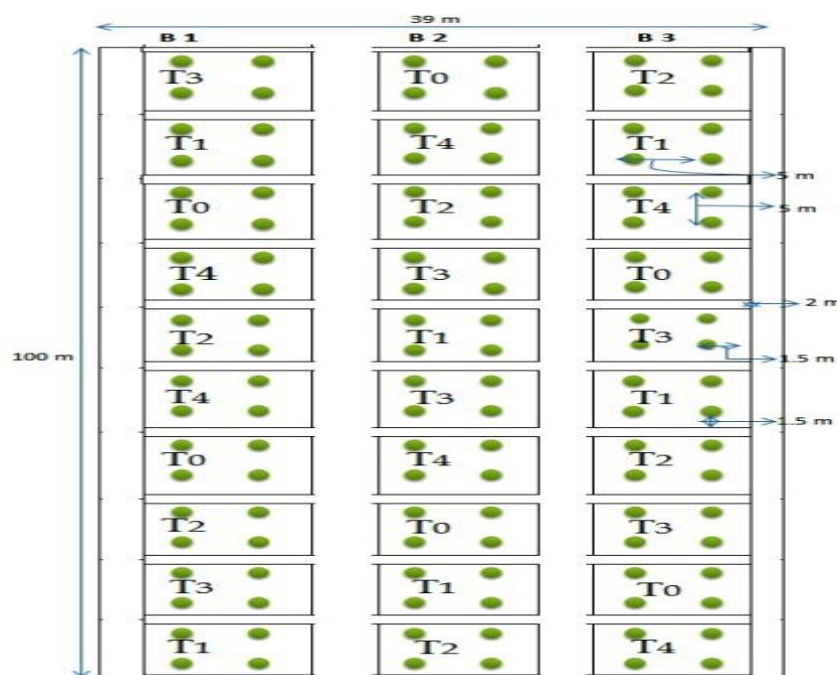 39 m
B 1 B 2 B 3
T3 T0 T2
T1 T4 T1
5 m
T0 T2 T4
5 m
T4 T3 T0
2 m
T2 T1 T3
100 m
1.5 m
T4 T3 T1
1.5 m
T0 T4 T2
T2 T0 T3
T3 T1 T0
T1 T2 T4